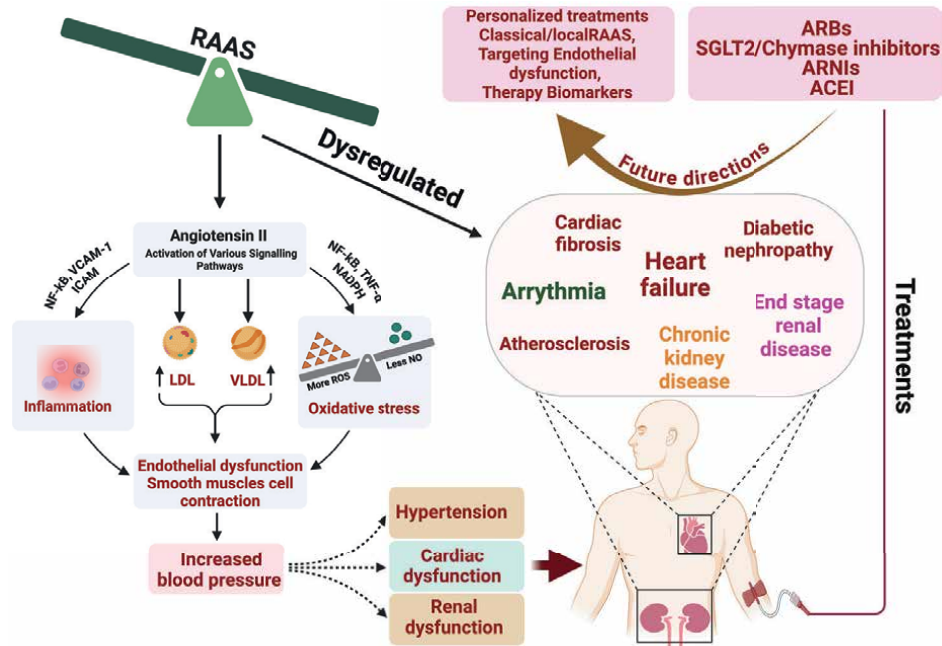 RAAS
Personalized treatments
Classical/localRAAS,
Targeting Endothelial
dysfunction,
Therapy Biomarkers
ARBs
SGLT2/Chymase inhibitors
ARNIs
ACEI
Dysregulated
Future directions
Angiotensin II
Activation of Various Signalling
Pathways
NF-kB, VCAM-1
ICAM
NF-kB, TNF-α
NADPH
Inflammation
LDL
VLDL
More ROS
Less NO
Oxidative stress
Endothelial dysfunction
Smooth muscles cell
contraction
Increased
blood pressure
Hypertension
Cardiac
dysfunction
Renal
dysfunction
Cardiac
fibrosis
Diabetic
nephropathy
Heart
failure
Arrythmia
End stage
renal
disease
Atherosclerosis
Chronic
kidney
disease
Treatments